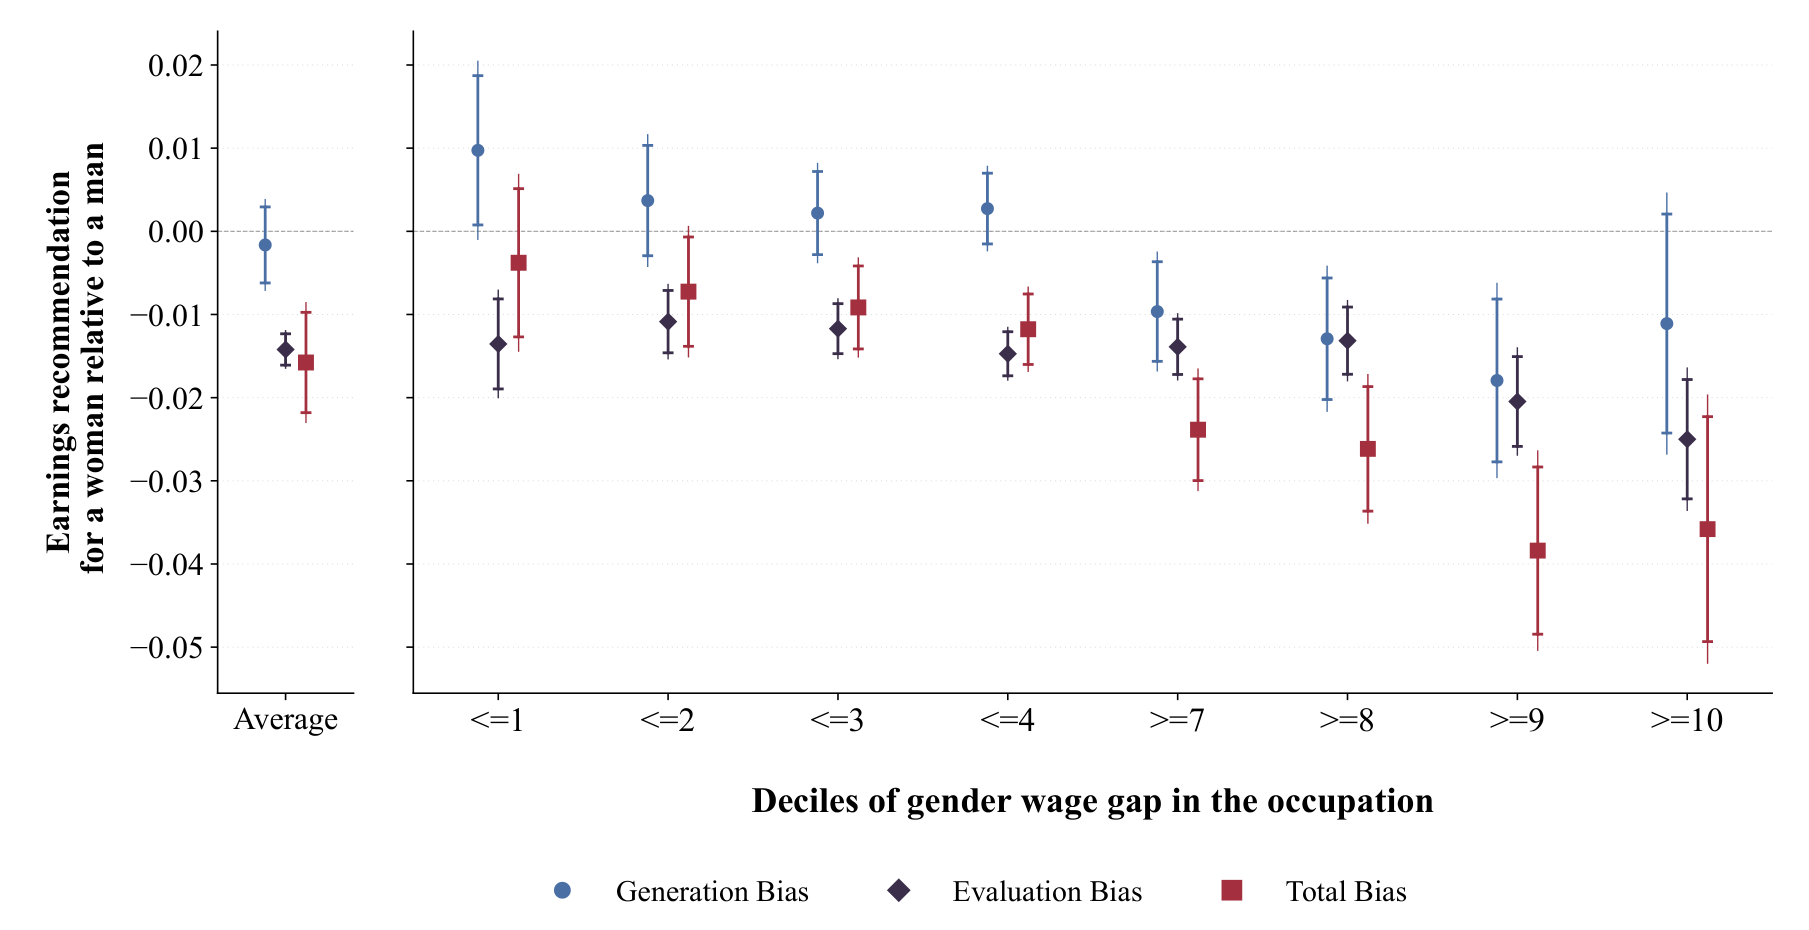 Earnings recommendation
for a woman relative to a man
0.02
0.01
0.00
−0.01
−0.02
−0.03
−0.04
−0.05
Average
<=1
<=2
<=3
<=4
>=7
>=8
>=9
>=10
Deciles of gender wage gap in the occupation
Generation Bias
Evaluation Bias
Total Bias